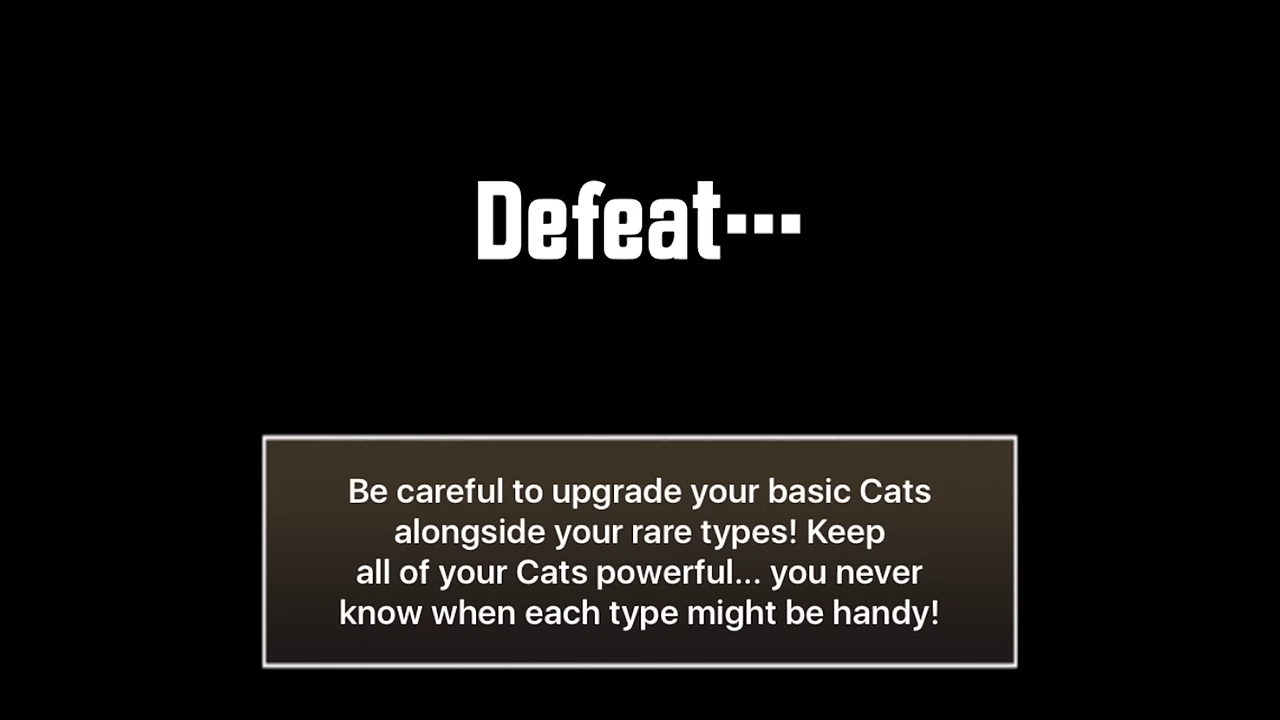 Defeat···
Be careful to upgrade your basic Cats
alongside your rare types! Keep
all of your Cats powerful... you never
know when each type might be handy!